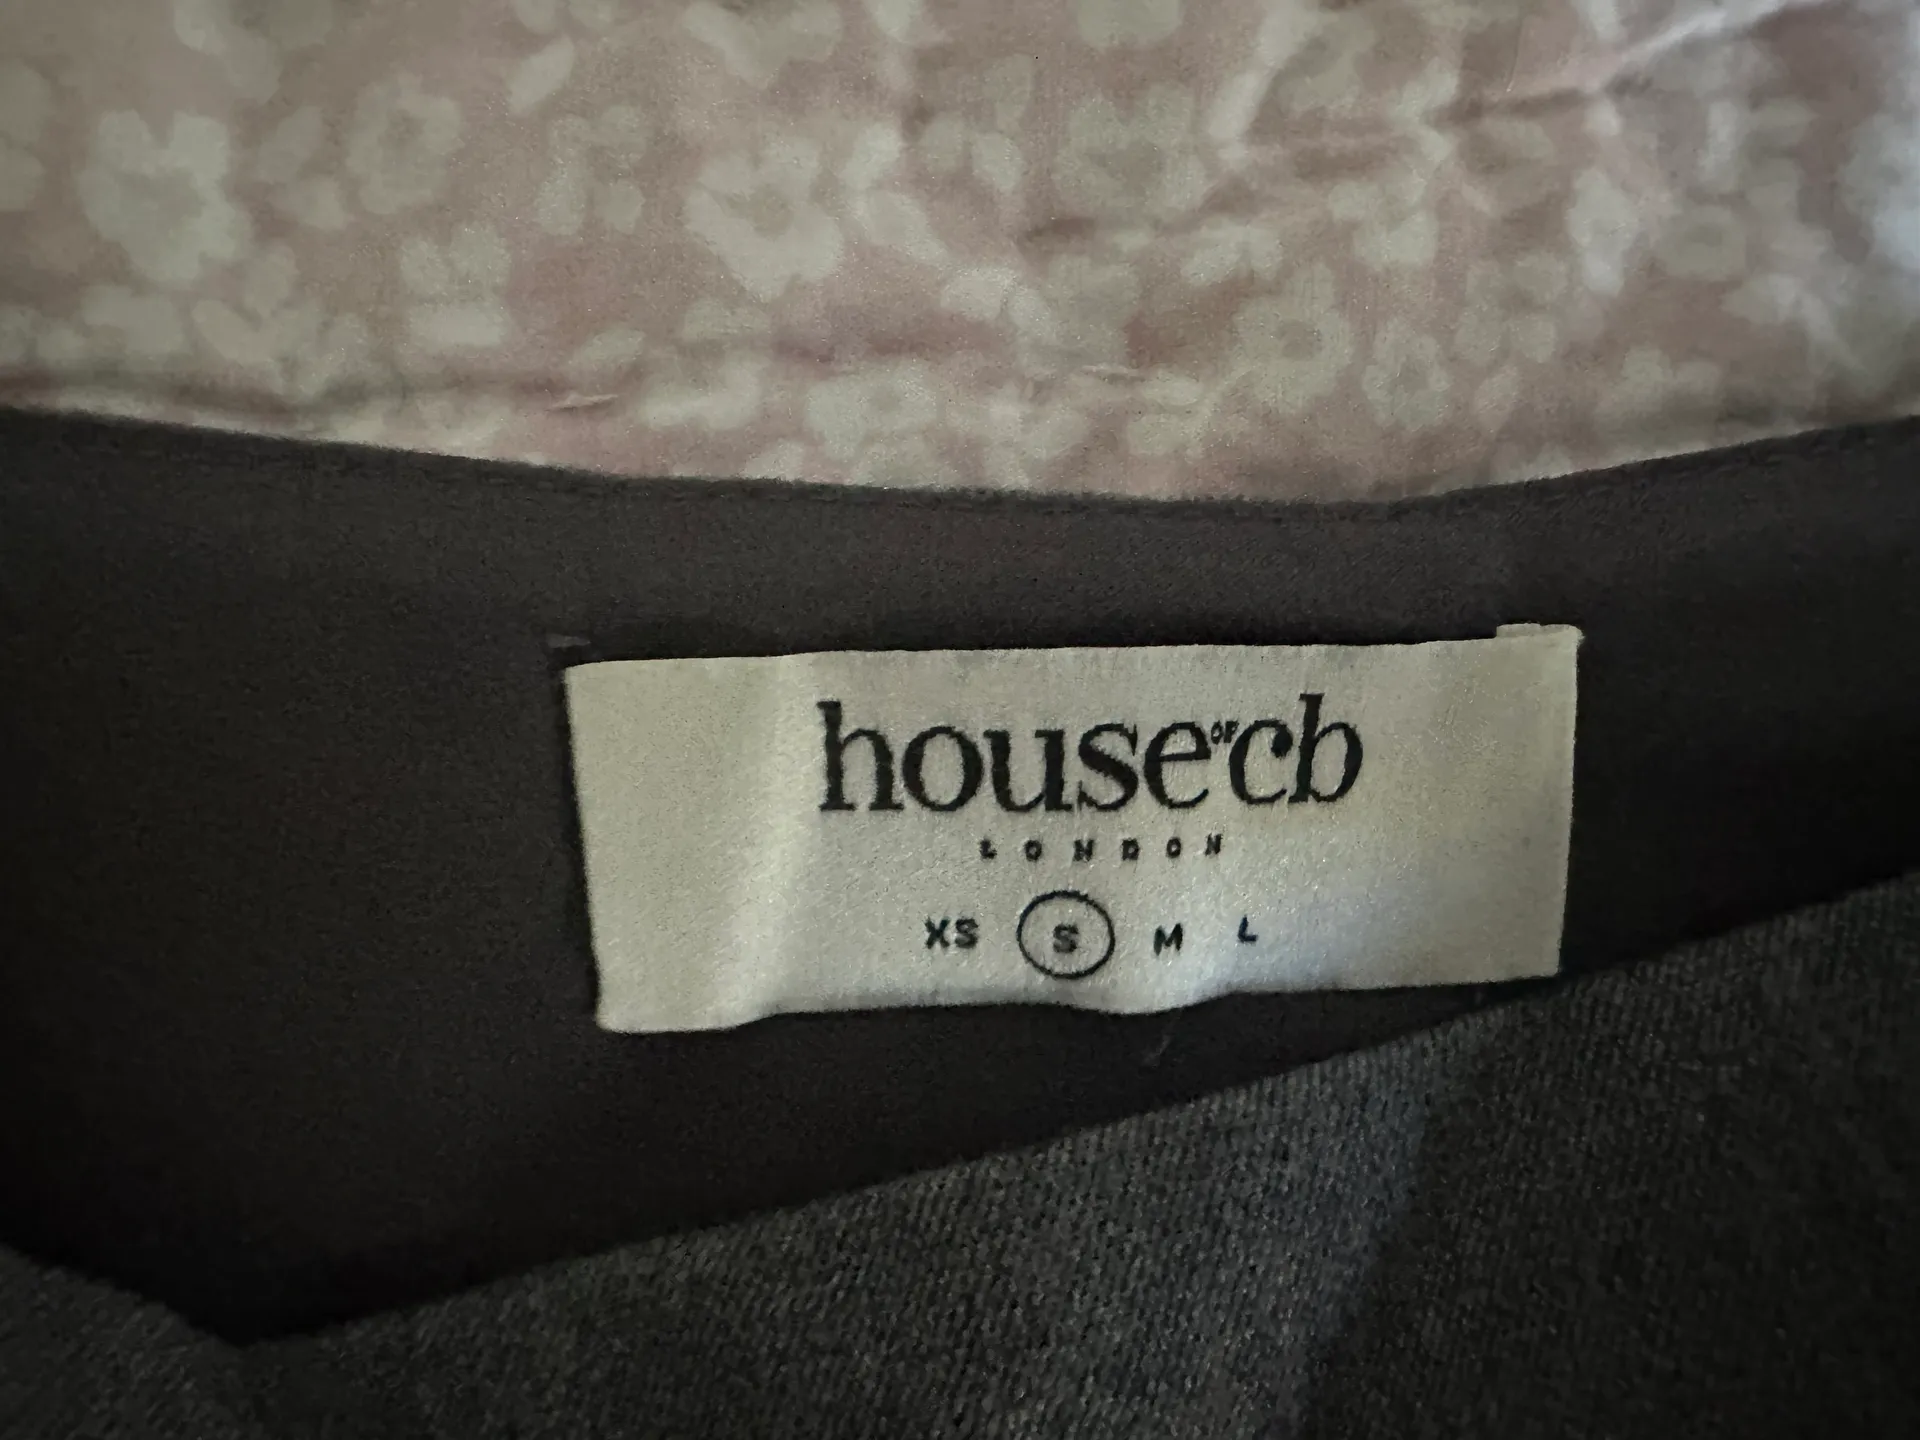 house OF cb
LONDON
XS S M L